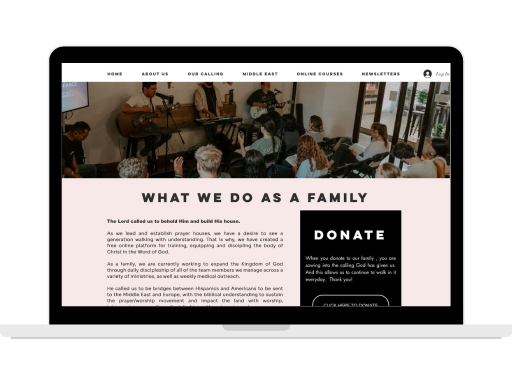 HOME ABOUT US OUR CALLING MIDDLE EAST ONLINE COURSES NEWSLETTERS Log In
WHAT WE DO AS A FAMILY
The Lord called us to behold Him and build His house.
As we lead and establish prayer houses, we have a desire to see a
generation walking with understanding. That is why, we have created a
free online platform for training, equipping and discipling the body of
Christ in the Word of God.
As a family, we are currently working to expand the Kingdom of God
through daily discipleship of all of the team members we manage across a
variety of ministries, as well as weekly medical outreach.
He called us to be bridges between Hispanics and Americans to be sent
to the Middle East and Europe, with the biblical understanding to sustain
the prayer/worship movement and impact the land with worship,
DONATE
When you donate to our family , you are
sowing into the calling God has given us.
And this allows us to continue to walk in it
everyday. Thank you!
CLICK HERE TO DONATE